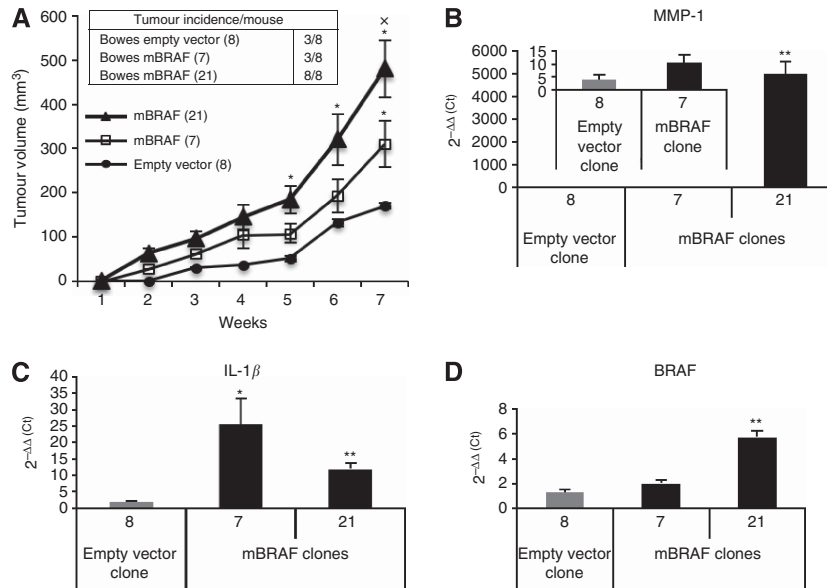 A
Tumour incidence/mouse
Bowes empty vector (8) 3/8
Bowes mBRAF (7) 3/8
Bowes mBRAF (21) 8/8
mBRAF (21)
mBRAF (7)
Empty vector (8)
Tumour volume (mm³)
600
500
400
300
200
100
0
×
*
*
*
*
1 2 3 4 5 6 7
Weeks
B
MMP-1
2−ΔΔ (Ct)
6000
5000
4000
3000
2000
1000
0
15
10
5
0
8 7
Empty mBRAF
vector clone
clone
**
8 7 21
Empty vector mBRAF clones
clone
C
IL-1β
2−ΔΔ (Ct)
40
35
30
25
20
15
10
5
0
*
**
8 7 21
Empty vector mBRAF clones
clone
D
BRAF
2−ΔΔ (Ct)
8
6
4
2
0
**
8 7 21
Empty vector mBRAF clones
clone